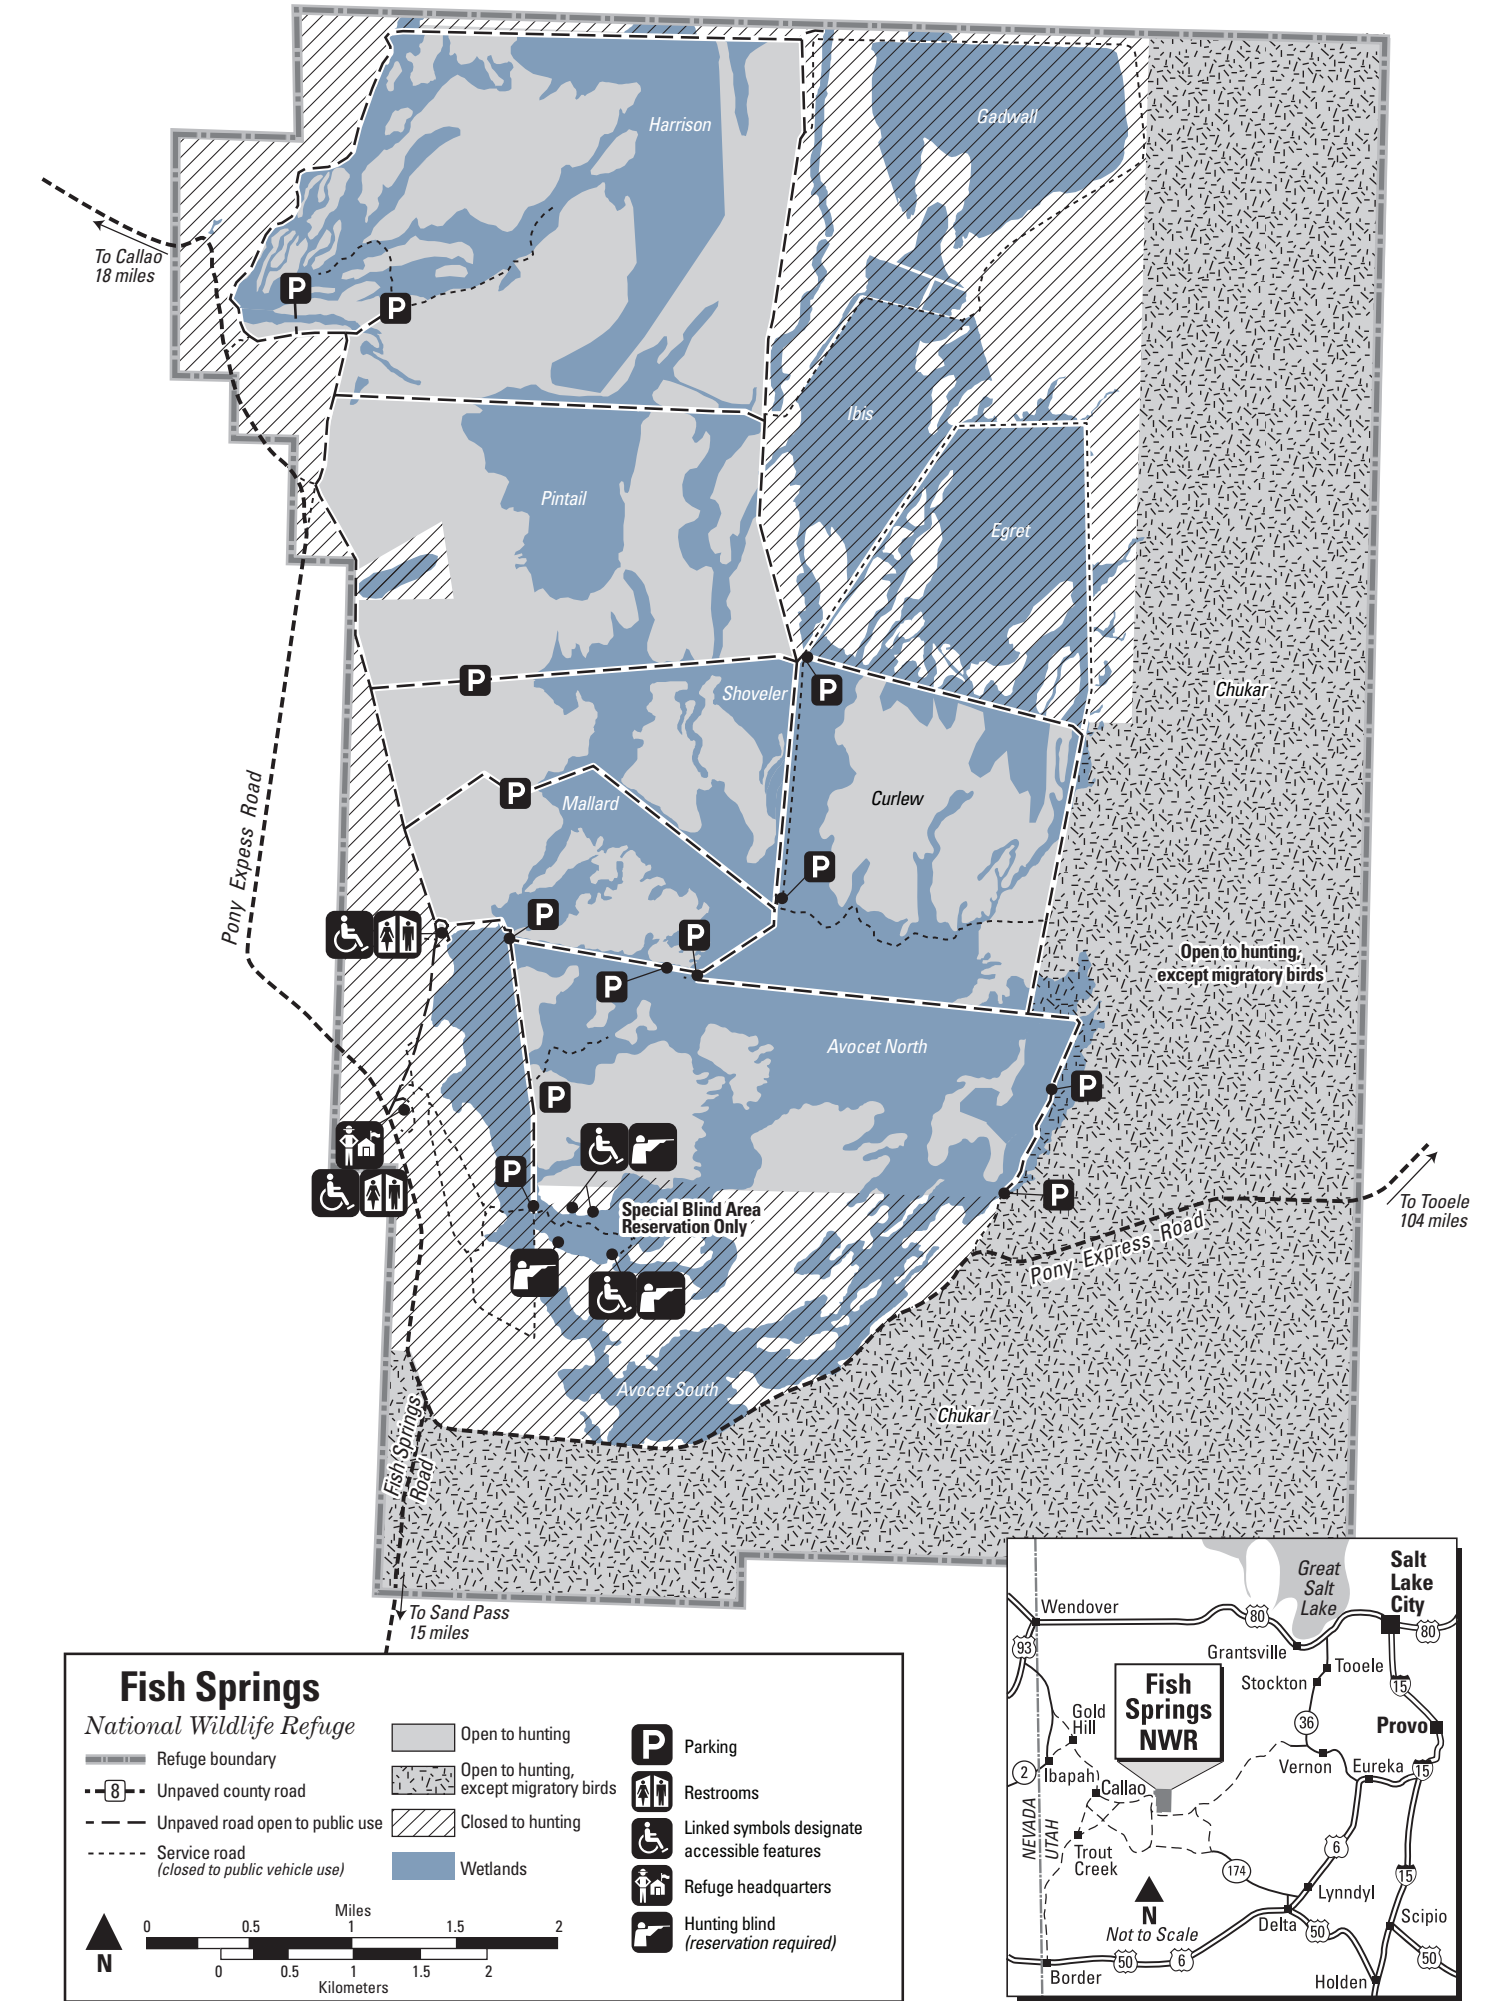 Harrison
Gadwall
To Callao
18 miles
P
P
Ibis
Pintail
Egret
P
Shoveler
P
Chukar
Pony Expess Road
P
Mallard
Curlew
P
P
P
P
Open to hunting,
except migratory birds
Avocet North
P
P
P
P
Special Blind Area
Reservation Only
To Tooele
104 miles
Pony Express Road
Avocet South
Chukar
Fish Springs
Road
To Sand Pass
15 miles
Fish Springs
National Wildlife Refuge
Refuge boundary
8
Unpaved county road
Unpaved road open to public use
Service road
(closed to public vehicle use)
Open to hunting
Open to hunting,
except migratory birds
Closed to hunting
Wetlands
P
Parking
Restrooms
Linked symbols designate
accessible features
Refuge headquarters
Hunting blind
(reservation required)
N
Miles
0 0.5 1 1.5 2
0 0.5 1 1.5 2
Kilometers
Great
Salt
Lake
Salt
Lake
City
Wendover
80
80
93
Grantsville
Tooele
Stockton
15
Fish
Springs
NWR
Gold
Hill
36
Provo
Vernon
Eureka
15
2
Ibapah
Callao
NEVADA
UTAH
Trout
Creek
6
174
15
Lynndyl
N
Not to Scale
Delta
50
Scipio
50
6
50
Border
Holden